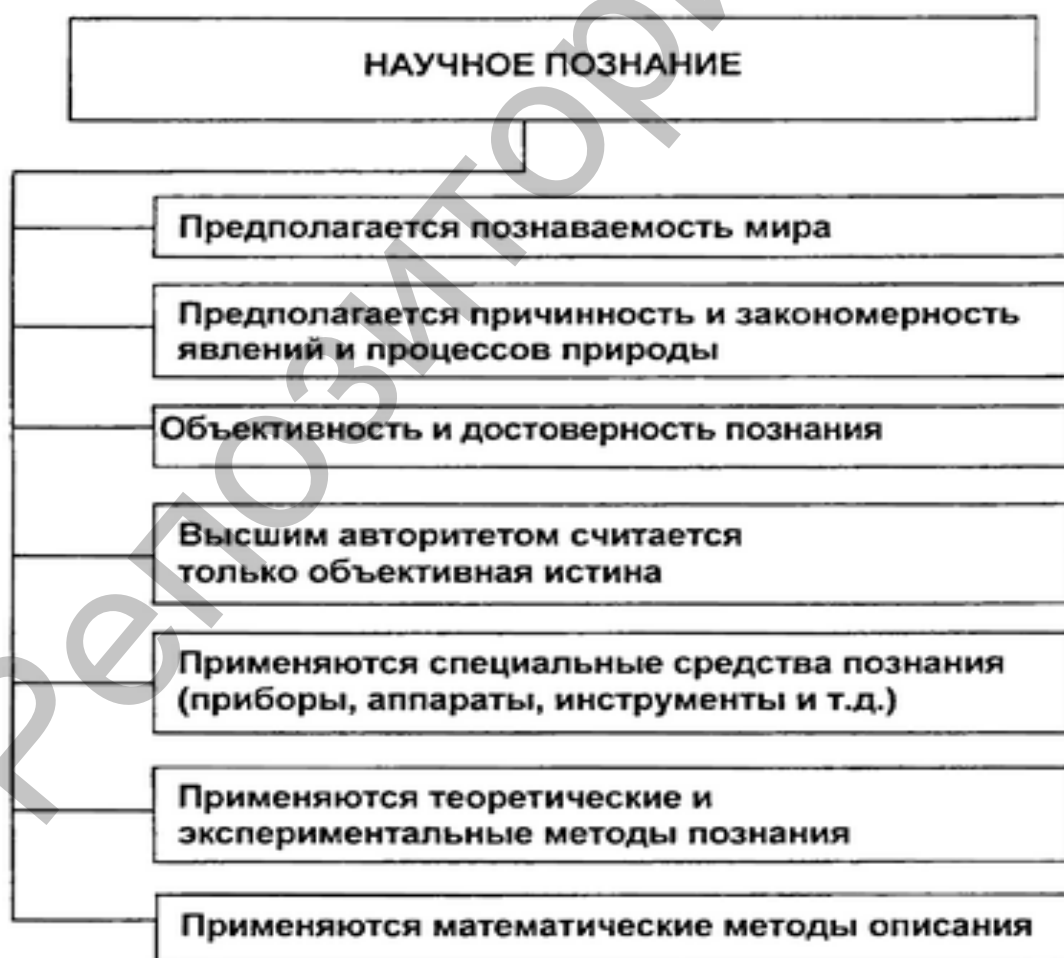 НАУЧНОЕ ПОЗНАНИЕ
Предполагается познаваемость мира
Предполагается причинность и закономерность
явлений и процессов природы
Объективность и достоверность познания
Высшим авторитетом считается
только объективная истина
Применяются специальные средства познания
(приборы, аппараты, инструменты и т.д.)
Применяются теоретические и
экспериментальные методы познания
Применяются математические методы описания